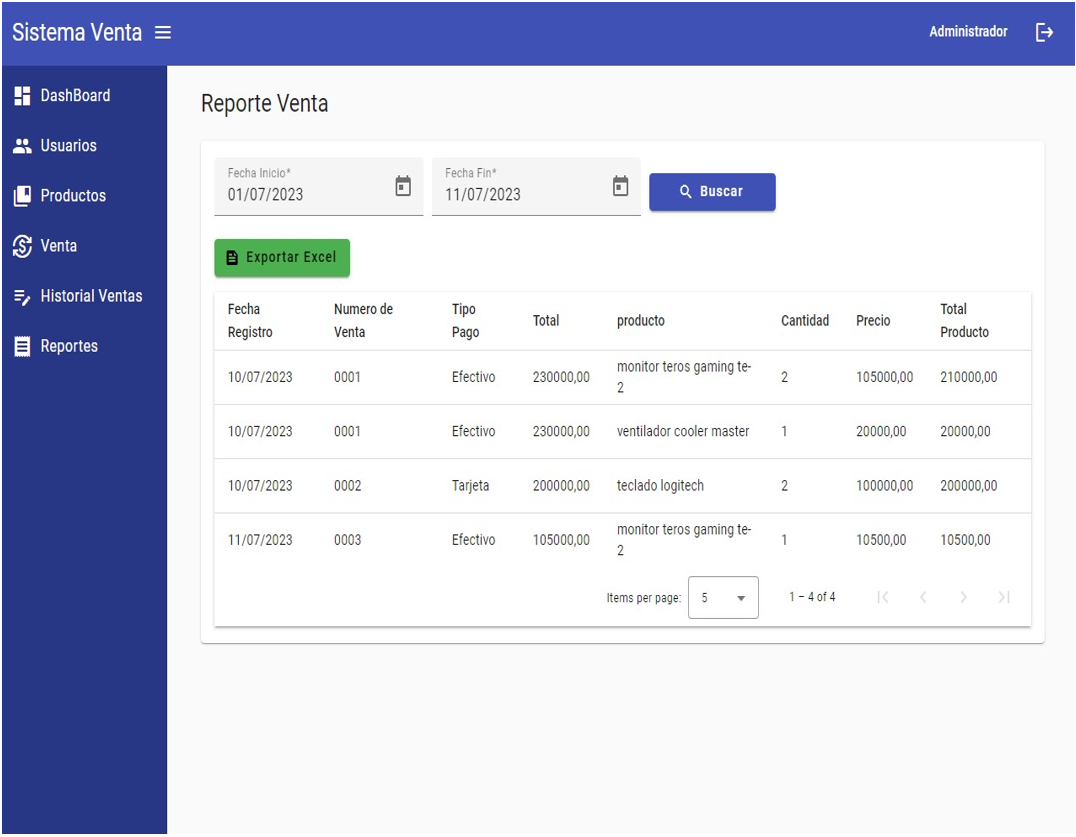 Sistema Venta
Administrador
DashBoard
Usuarios
Productos
Venta
Historial Ventas
Reportes
Reporte Venta
Fecha Inicio*
01/07/2023
Fecha Fin*
11/07/2023
Buscar
Exportar Excel
Fecha Registro Numero de Venta Tipo Pago Total producto Cantidad Precio Total Producto
10/07/2023 0001 Efectivo 230000,00 monitor teros gaming te-2 2 105000,00 210000,00
10/07/2023 0001 Efectivo 230000,00 ventilador cooler master 1 20000,00 20000,00
10/07/2023 0002 Tarjeta 200000,00 teclado logitech 2 100000,00 200000,00
11/07/2023 0003 Efectivo 105000,00 monitor teros gaming te-2 1 10500,00 10500,00
Items per page: 5 1 – 4 of 4